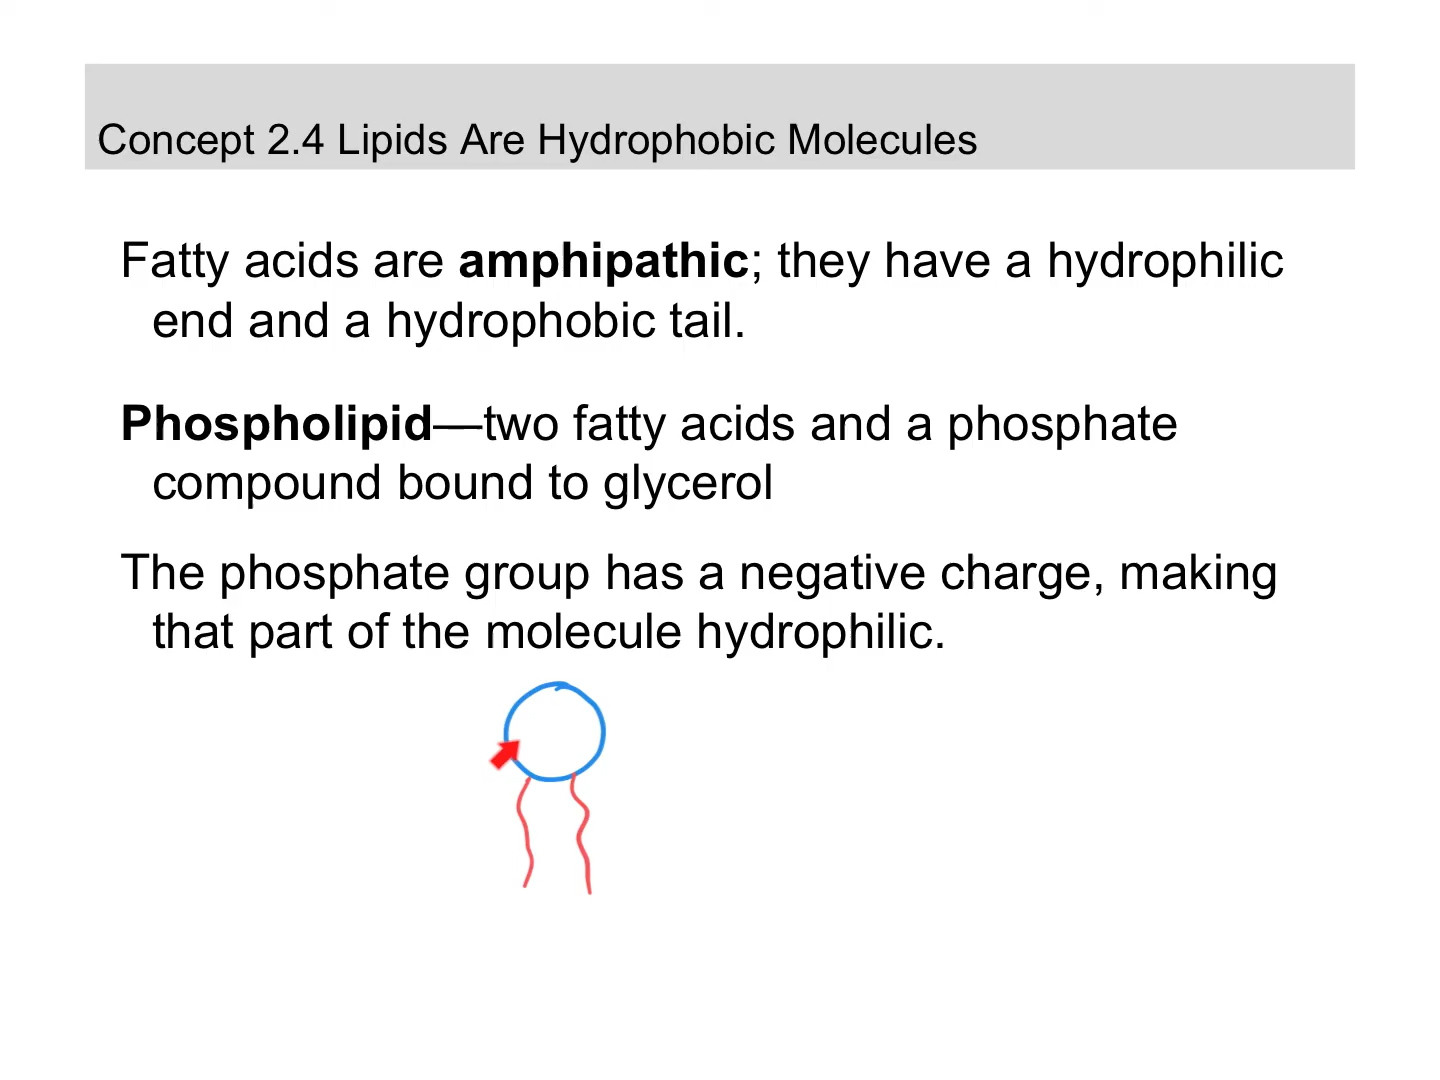 Concept 2.4 Lipids Are Hydrophobic Molecules
Fatty acids are amphipathic; they have a hydrophilic
end and a hydrophobic tail.
Phospholipid—two fatty acids and a phosphate
compound bound to glycerol
The phosphate group has a negative charge, making
that part of the molecule hydrophilic.